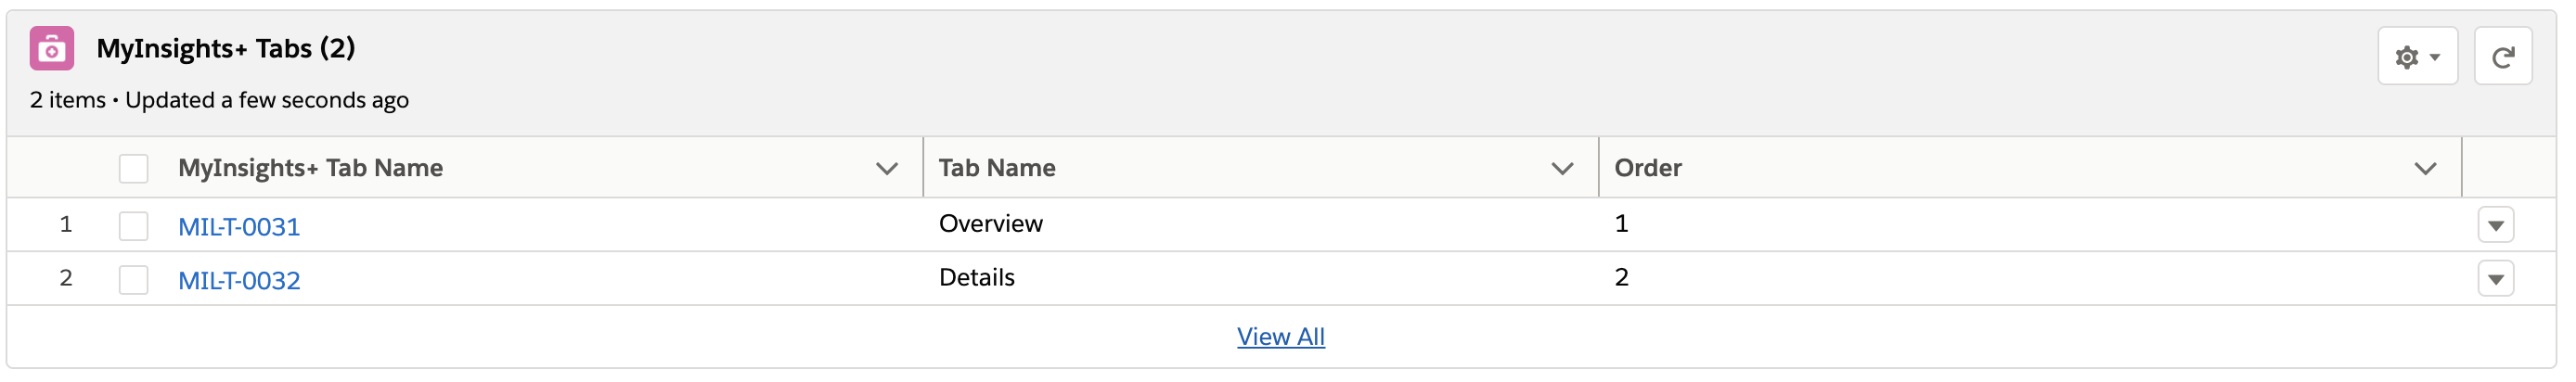 MyInsights+ Tabs (2)
2 items • Updated a few seconds ago
MyInsights+ Tab Name Tab Name Order
1 MIL-T-0031 Overview 1
2 MIL-T-0032 Details 2
View All